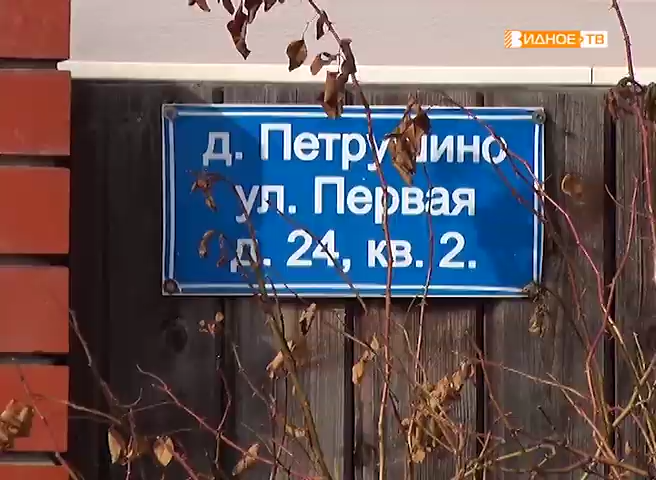 ВИДНОЕ-ТВ
д. Петрушино
ул. Первая
д. 24, кв. 2.